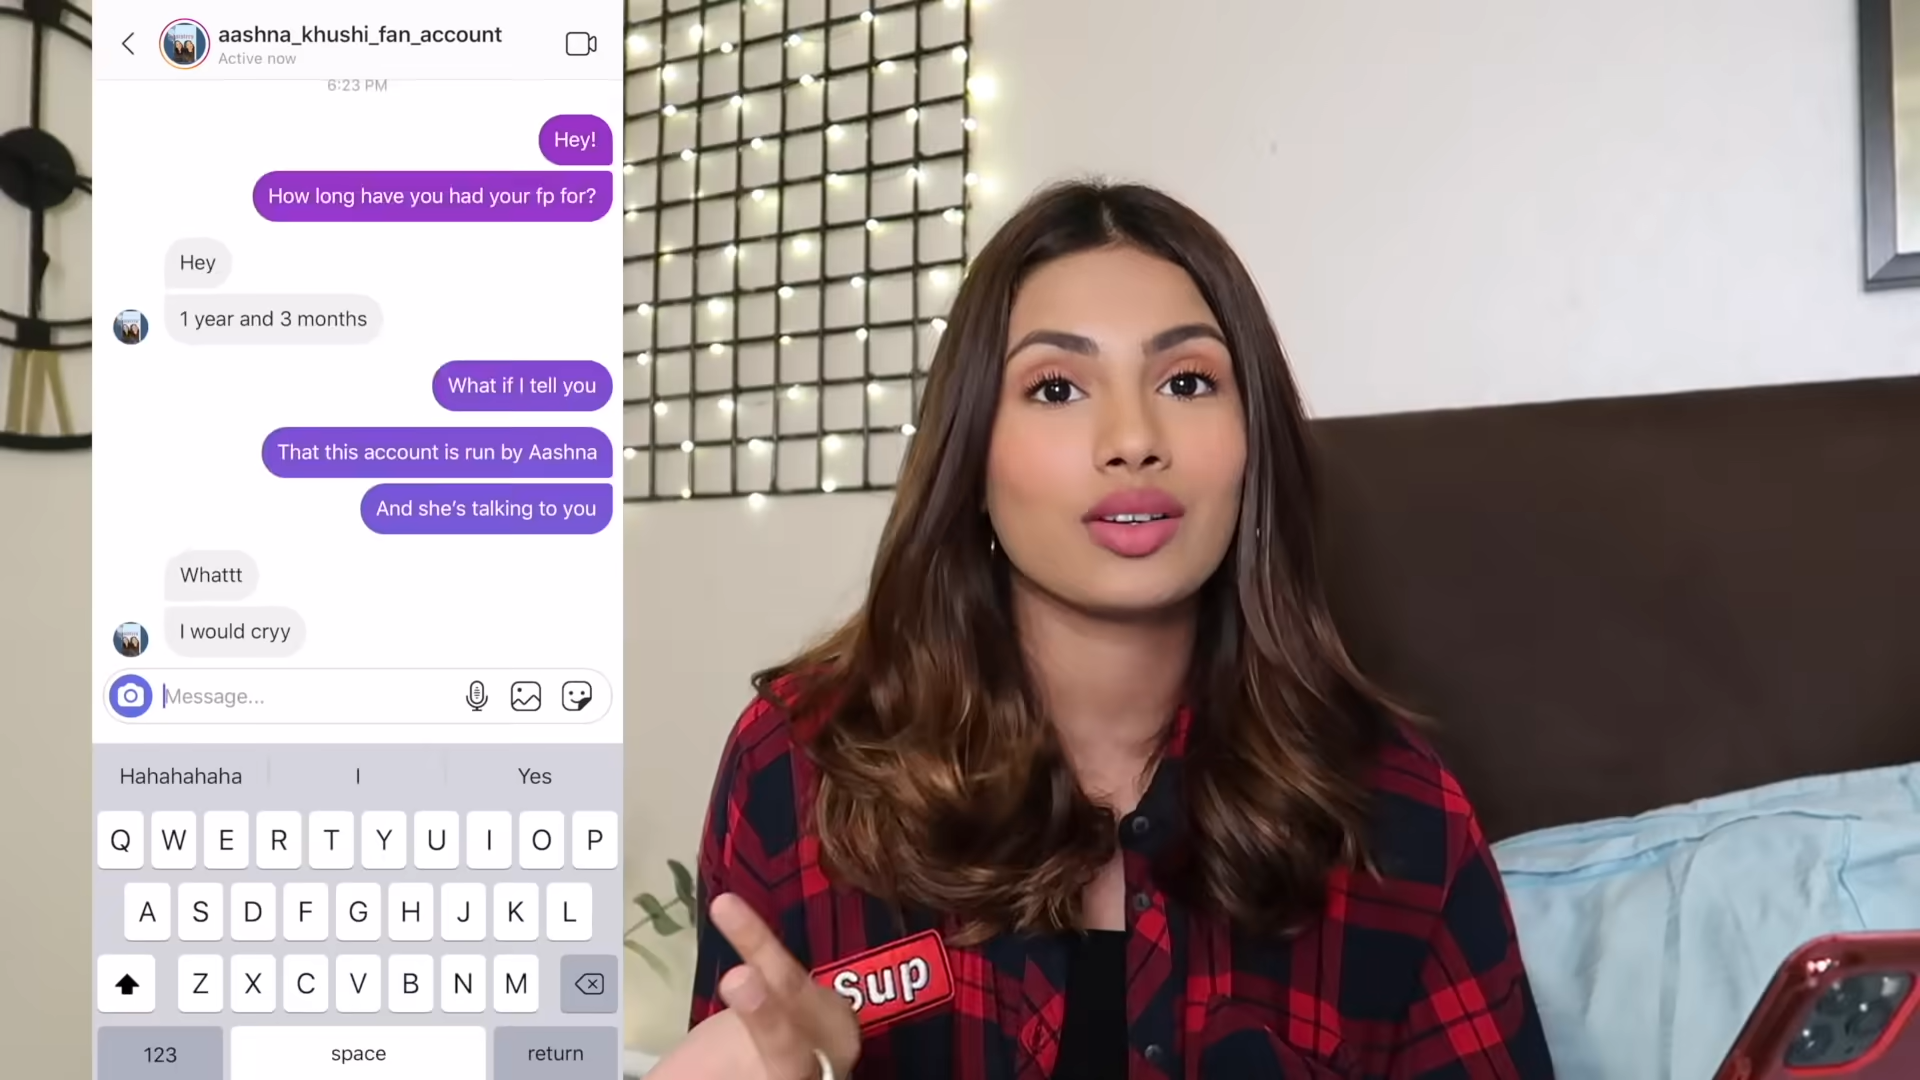 aashna_khushi_fan_account
Active now
6:23 PM
Hey!
How long have you had your fp for?
Hey
1 year and 3 months
What if I tell you
That this account is run by Aashna
And she's talking to you
Whattt
I would cryy
Message...
Hahahahaha I Yes
Q W E R T Y U I O P
A S D F G H J K L
Z X C V B N M
123 space return
Sup